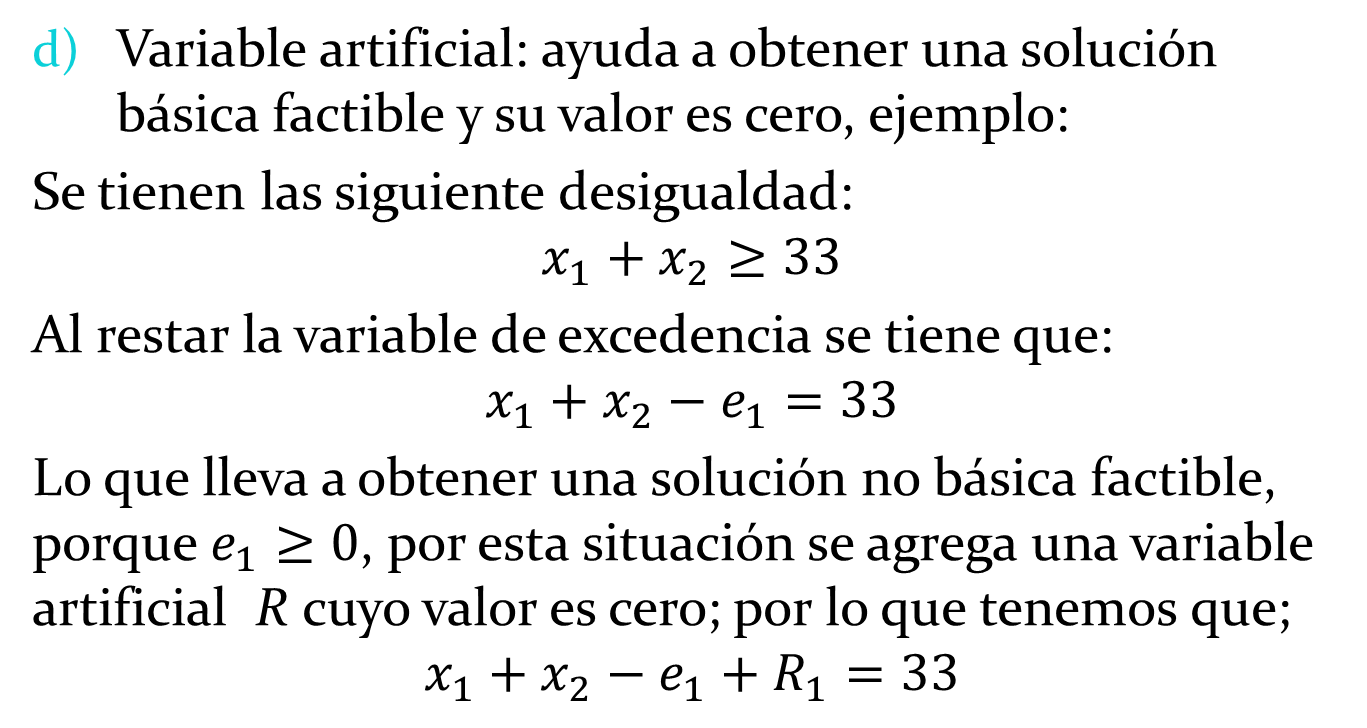 d) Variable artificial: ayuda a obtener una solución
básica factible y su valor es cero, ejemplo:
Se tienen las siguiente desigualdad:
x₁ + x₂ ≥ 33
Al restar la variable de excedencia se tiene que:
x₁ + x₂ − e₁ = 33
Lo que lleva a obtener una solución no básica factible,
porque e₁ ≥ 0, por esta situación se agrega una variable
artificial R cuyo valor es cero; por lo que tenemos que;
x₁ + x₂ − e₁ + R₁ = 33